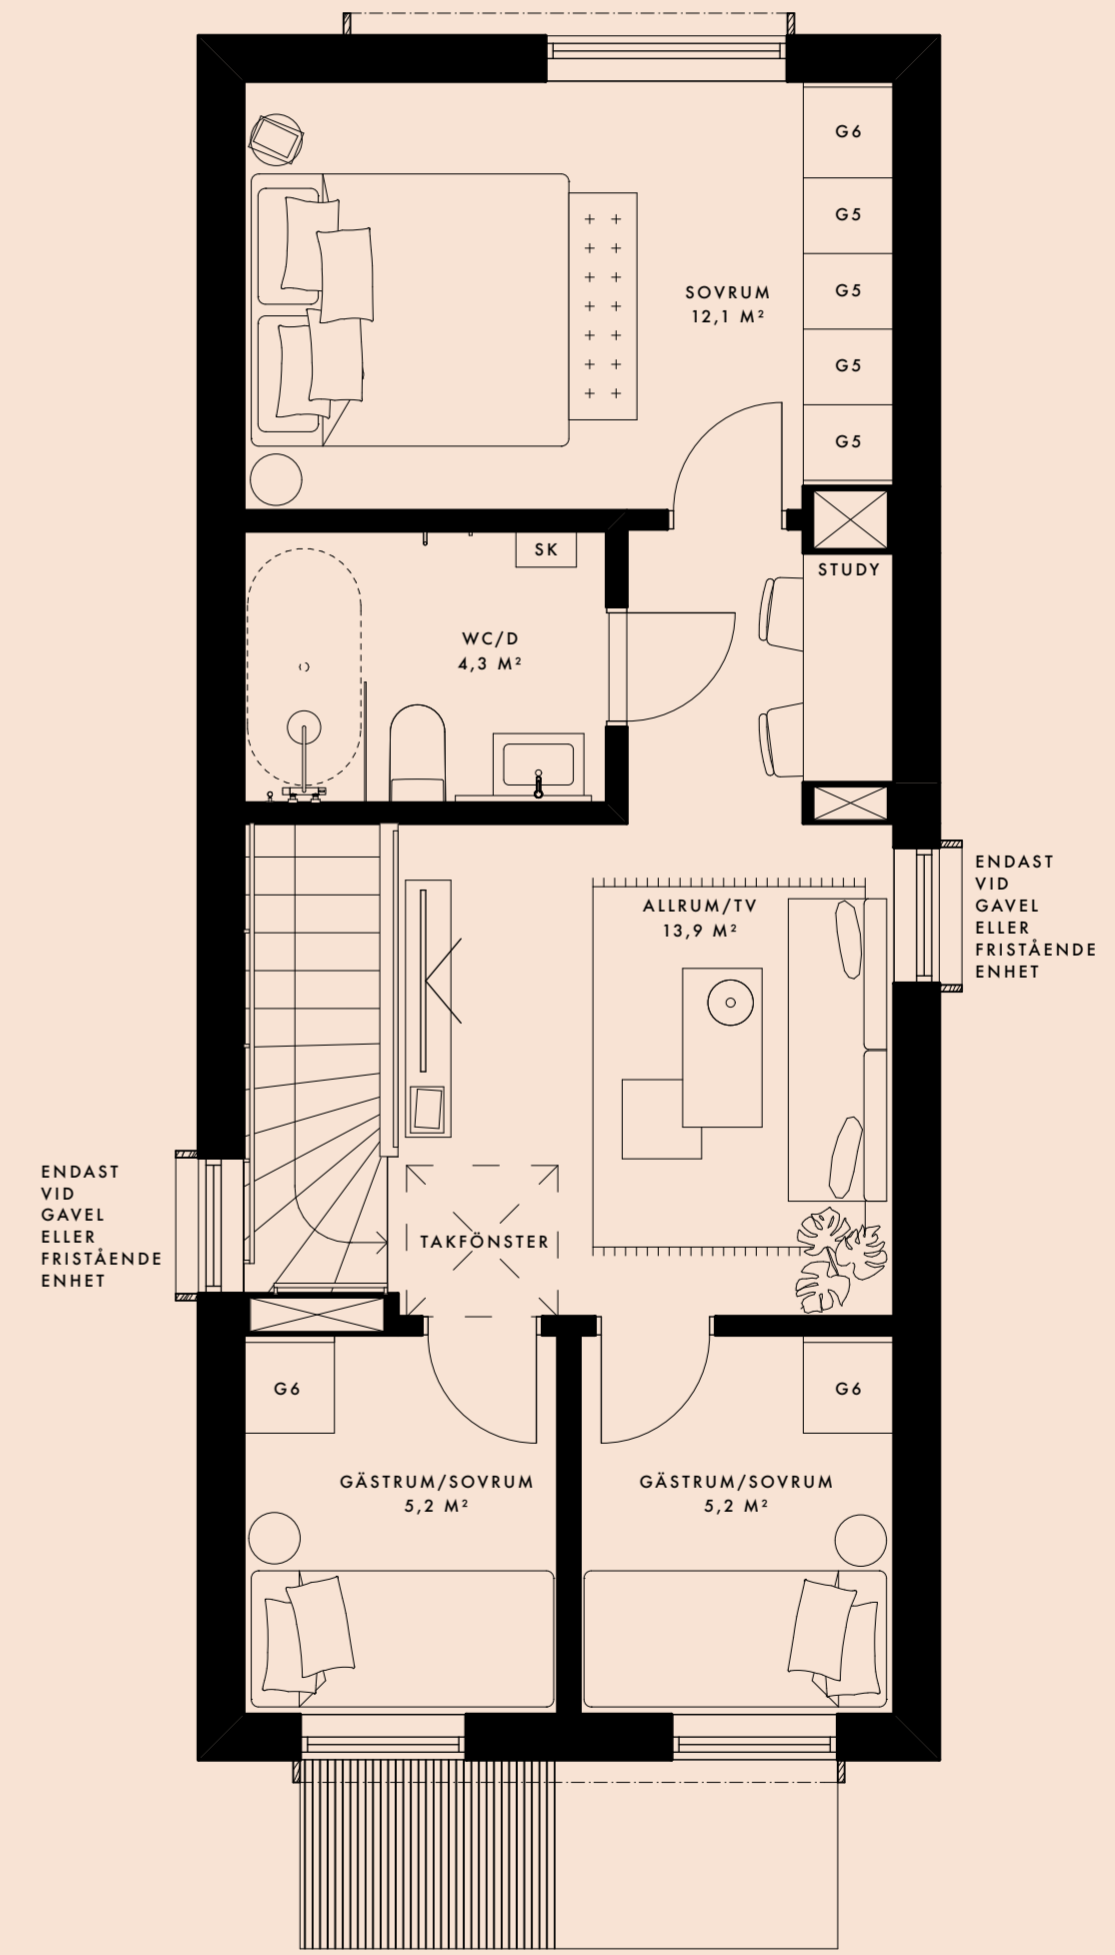 G6
G5
G5
G5
G5
SOVRUM
12,1 M²
SK
WC/D
4,3 M²
STUDY
ALLRUM/TV
13,9 M²
ENDAST
VID
GAVEL
ELLER
FRISTÅENDE
ENHET
ENDAST
VID
GAVEL
ELLER
FRISTÅENDE
ENHET
TAKFÖNSTER
G6
G6
GÄSTRUM/SOVRUM
5,2 M²
GÄSTRUM/SOVRUM
5,2 M²